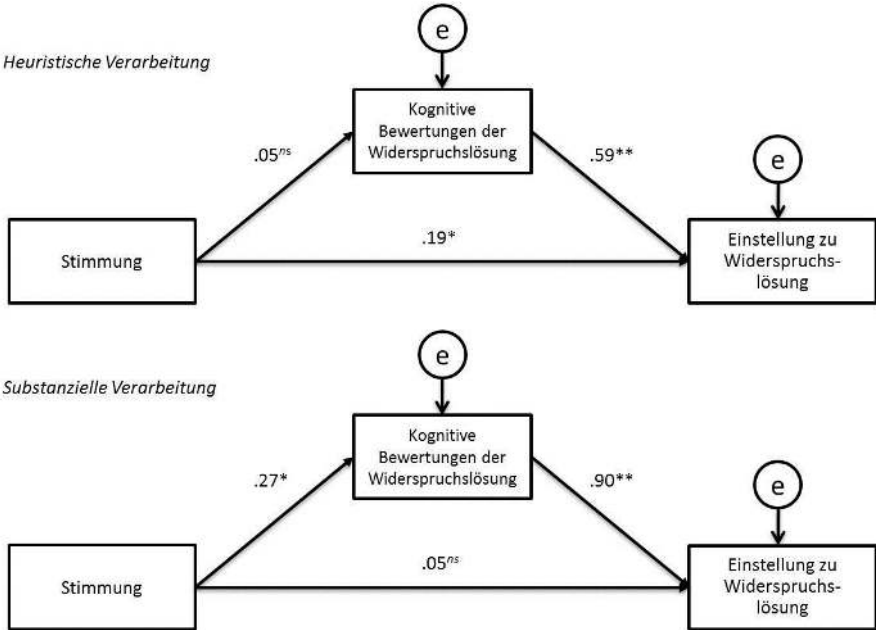 e
Heuristische Verarbeitung
Kognitive
Bewertungen der
Widerspruchslösung
.05ns
.59**
e
.19*
Stimmung
Einstellung zu
Widerspruchs-
lösung
e
Substanzielle Verarbeitung
Kognitive
Bewertungen der
Widerspruchslösung
.27*
.90**
e
.05ns
Stimmung
Einstellung zu
Widerspruchs-
lösung